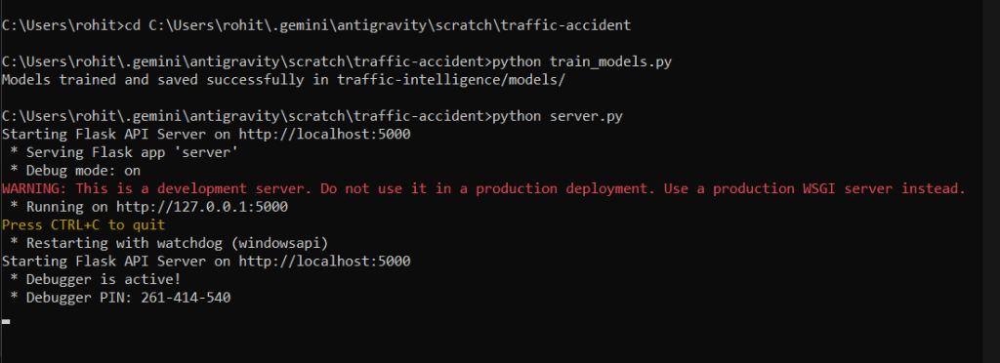 C:\Users\rohit>cd C:\Users\rohit\.gemini\antigravity\scratch\traffic-accident
C:\Users\rohit\.gemini\antigravity\scratch\traffic-accident>python train_models.py
Models trained and saved successfully in traffic-intelligence/models/
C:\Users\rohit\.gemini\antigravity\scratch\traffic-accident>python server.py
Starting Flask API Server on http://localhost:5000
 * Serving Flask app 'server'
 * Debug mode: on
WARNING: This is a development server. Do not use it in a production deployment. Use a production WSGI server instead.
 * Running on http://127.0.0.1:5000
Press CTRL+C to quit
 * Restarting with watchdog (windowsapi)
Starting Flask API Server on http://localhost:5000
 * Debugger is active!
 * Debugger PIN: 261-414-540